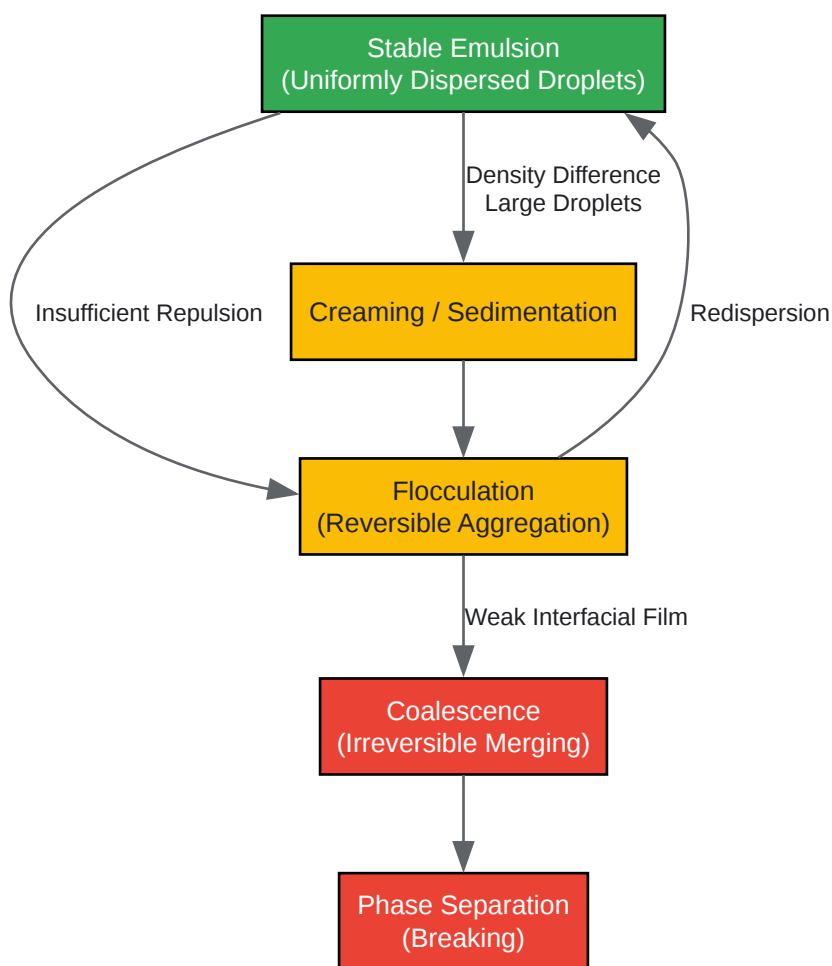 Stable Emulsion
(Uniformly Dispersed Droplets)
Density Difference
Large Droplets
Insufficient Repulsion
Creaming / Sedimentation
Redispersion
Flocculation
(Reversible Aggregation)
Weak Interfacial Film
Coalescence
(Irreversible Merging)
Phase Separation
(Breaking)